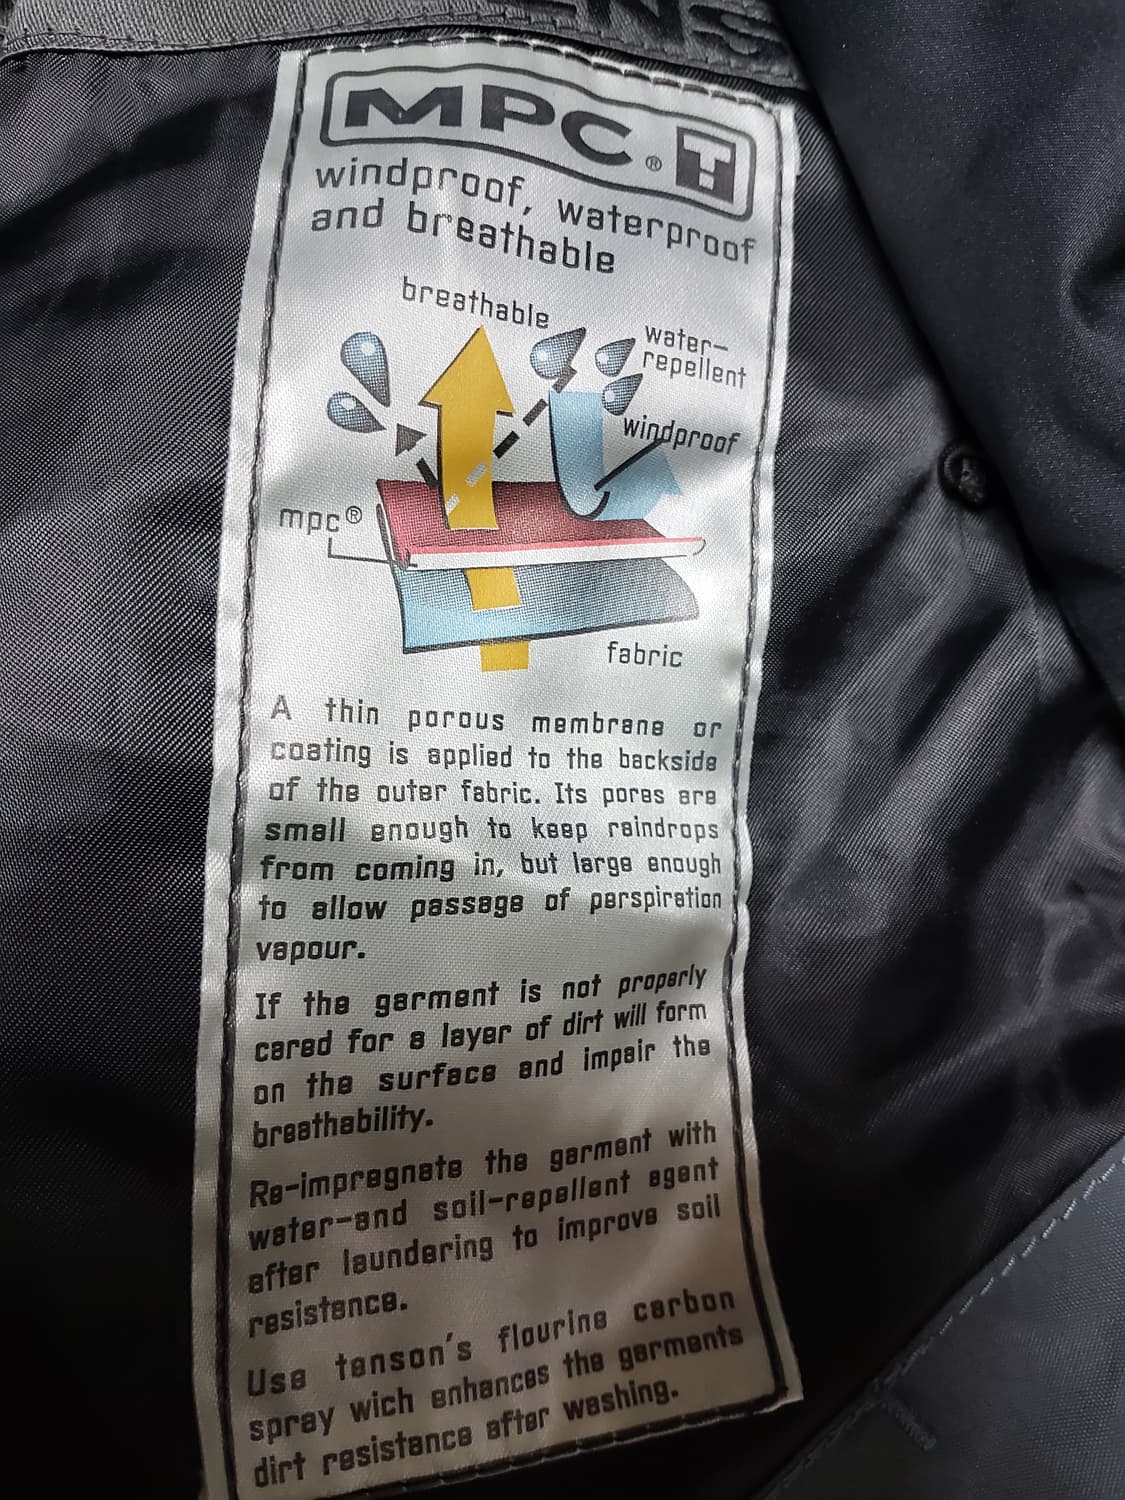 MPC® T
windproof, waterproof
and breathable
breathable
water-
repellent
windproof
mpc®
fabric
A thin porous membrane or
coating is applied to the backside
of the outer fabric. Its pores are
small enough to keep raindrops
from coming in, but large enough
to allow passage of perspiration
vapour.
If the garment is not properly
cared for a layer of dirt will form
on the surface and impair the
breathability.
Re-impregnate the garment with
water-and soil-repellent agent
after laundering to improve soil
resistence.
Use tenson's flourine carbon
spray wich enhances the garments
dirt resistance after washing.